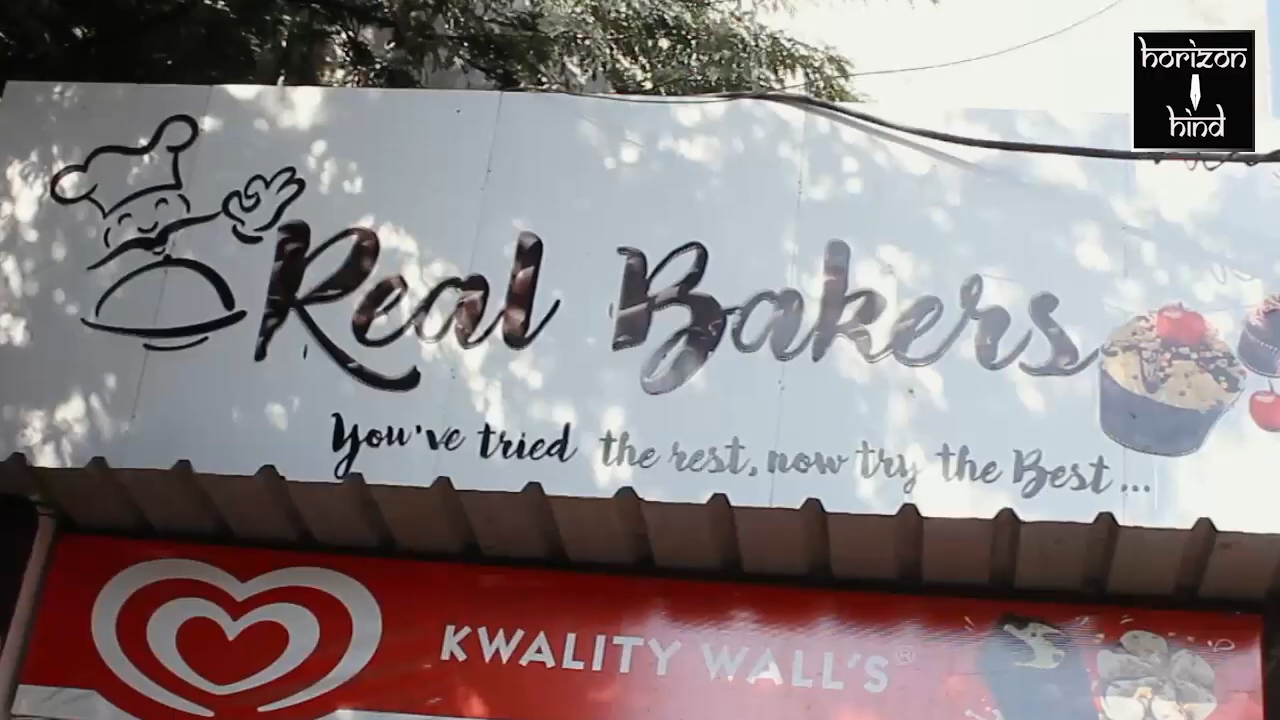 horizon
hind
Real Bakers
You've tried the rest, now try the Best...
KWALITY WALL'S®